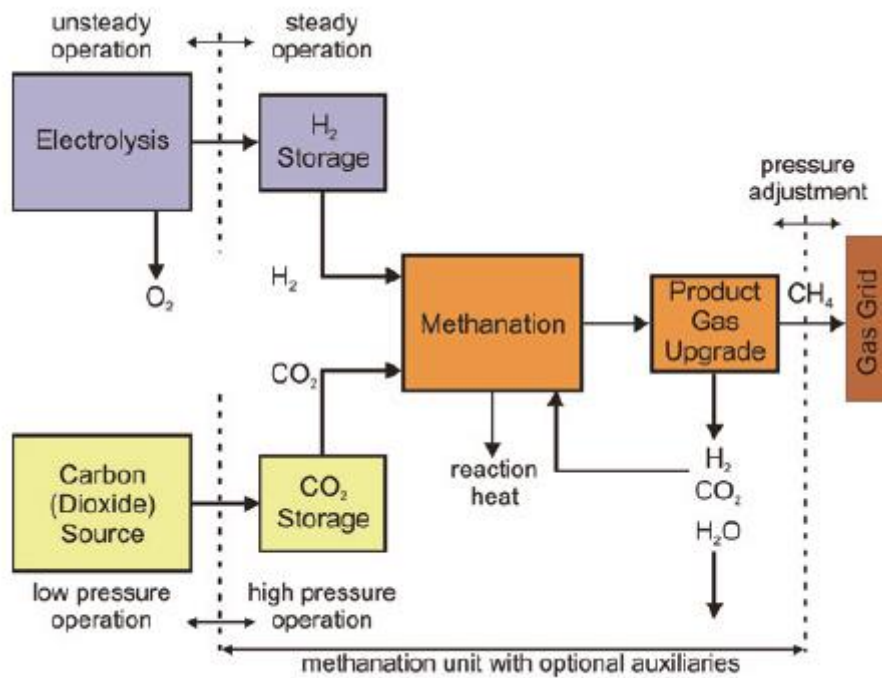 unsteady
operation
steady
operation
Electrolysis
H₂
Storage
pressure
adjustment
O₂
H₂
Methanation
Product
Gas
Upgrade
CH₄
Gas Grid
CO₂
Carbon
(Dioxide)
Source
CO₂
Storage
reaction
heat
H₂
CO₂
H₂O
low pressure
operation
high pressure
operation
methanation unit with optional auxiliaries